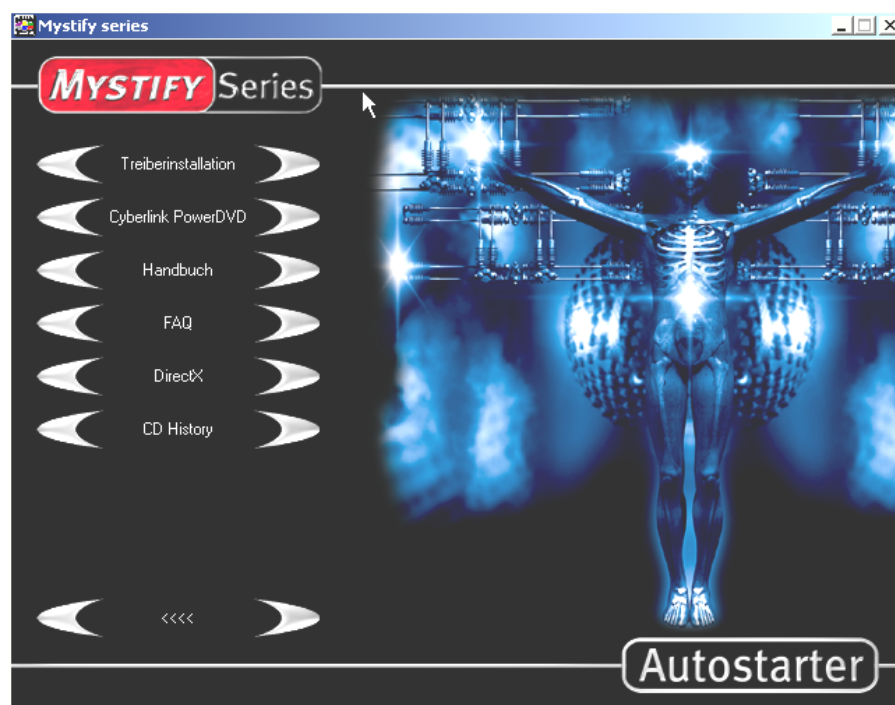 Mystify series
MYSTIFY Series
Treiberinstallation
Cyberlink PowerDVD
Handbuch
FAQ
DirectX
CD History
<<<<
Autostarter